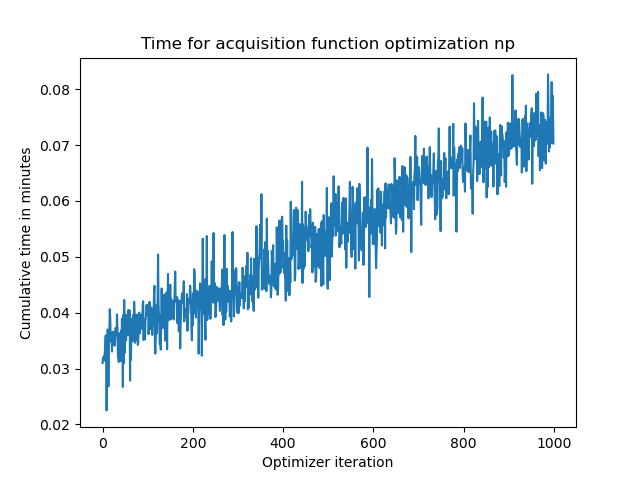 Time for acquisition function optimization np
Cumulative time in minutes
0.08
0.07
0.06
0.05
0.04
0.03
0.02
0 200 400 600 800 1000
Optimizer iteration